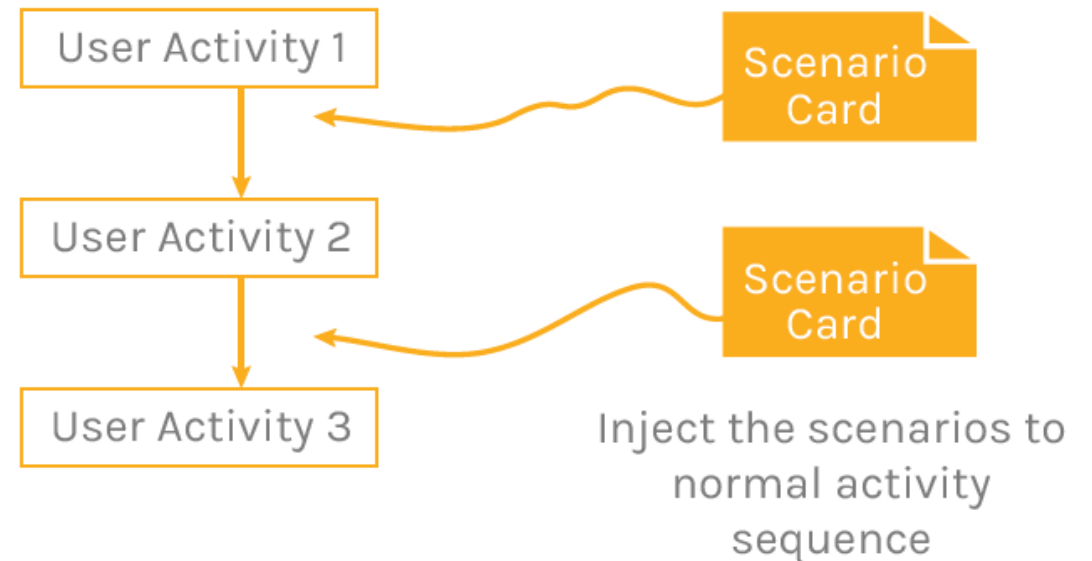 User Activity 1
Scenario
Card
User Activity 2
Scenario
Card
User Activity 3
Inject the scenarios to
normal activity
sequence